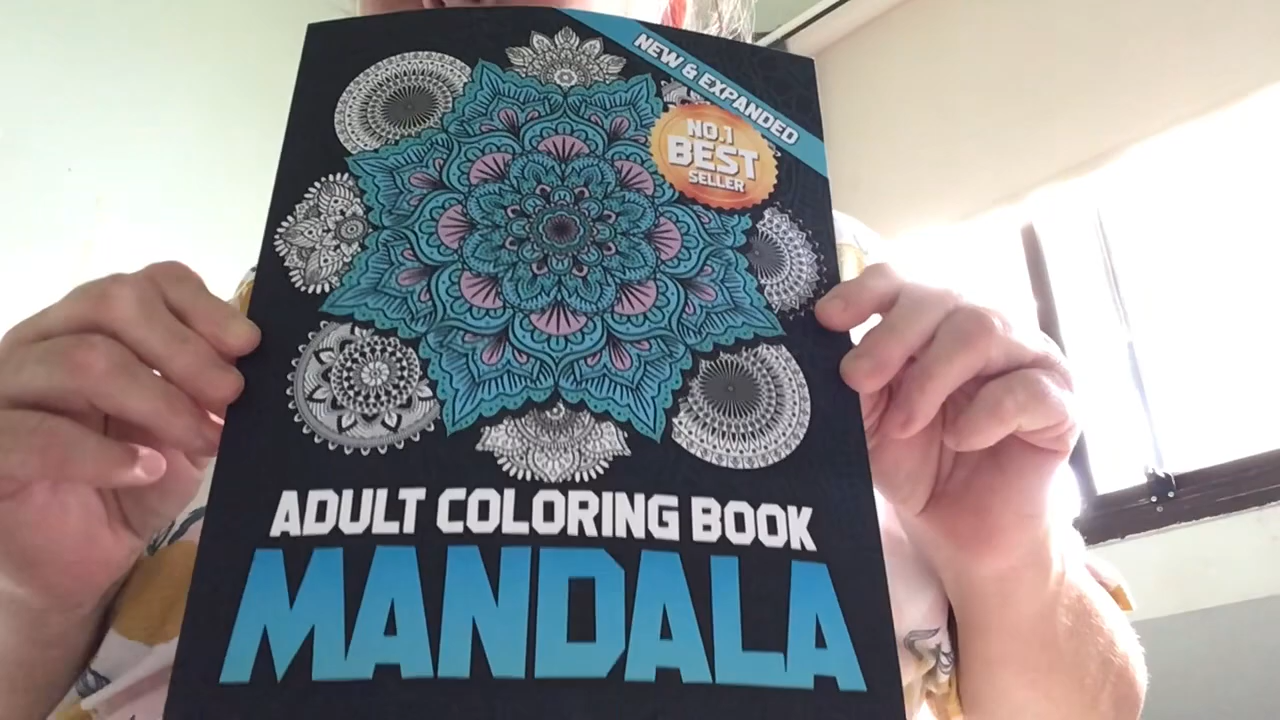 NEW & EXPANDED
NO.1
BEST
SELLER
ADULT COLORING BOOK
MANDALA